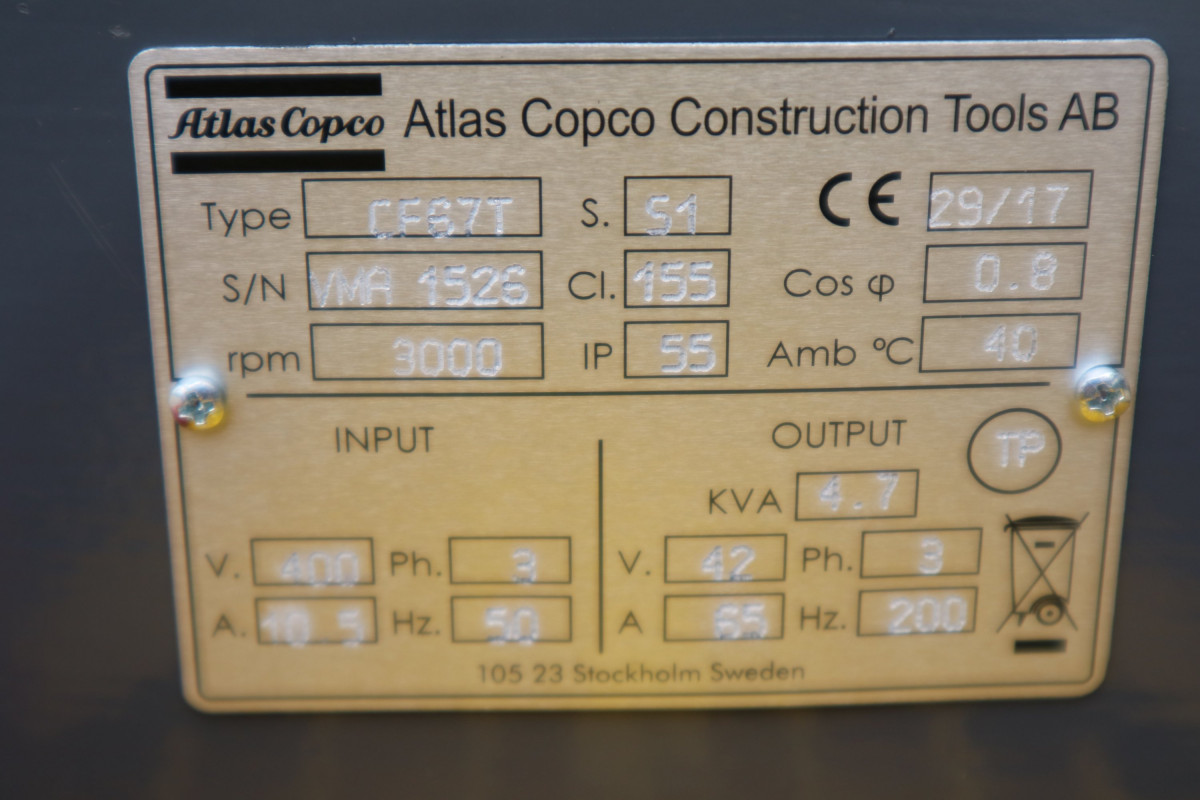 Atlas Copco Atlas Copco Construction Tools AB
Type CF67T S. S1 CE 29/17
S/N VMA 1526 Cl. 155 Cos φ 0.8
rpm 3000 IP 55 Amb °C 40
INPUT OUTPUT TP
KVA 4.7
V. 400 Ph. 3 V. 42 Ph. 3
A. 10.5 Hz. 50 A 65 Hz. 200
105 23 Stockholm Sweden